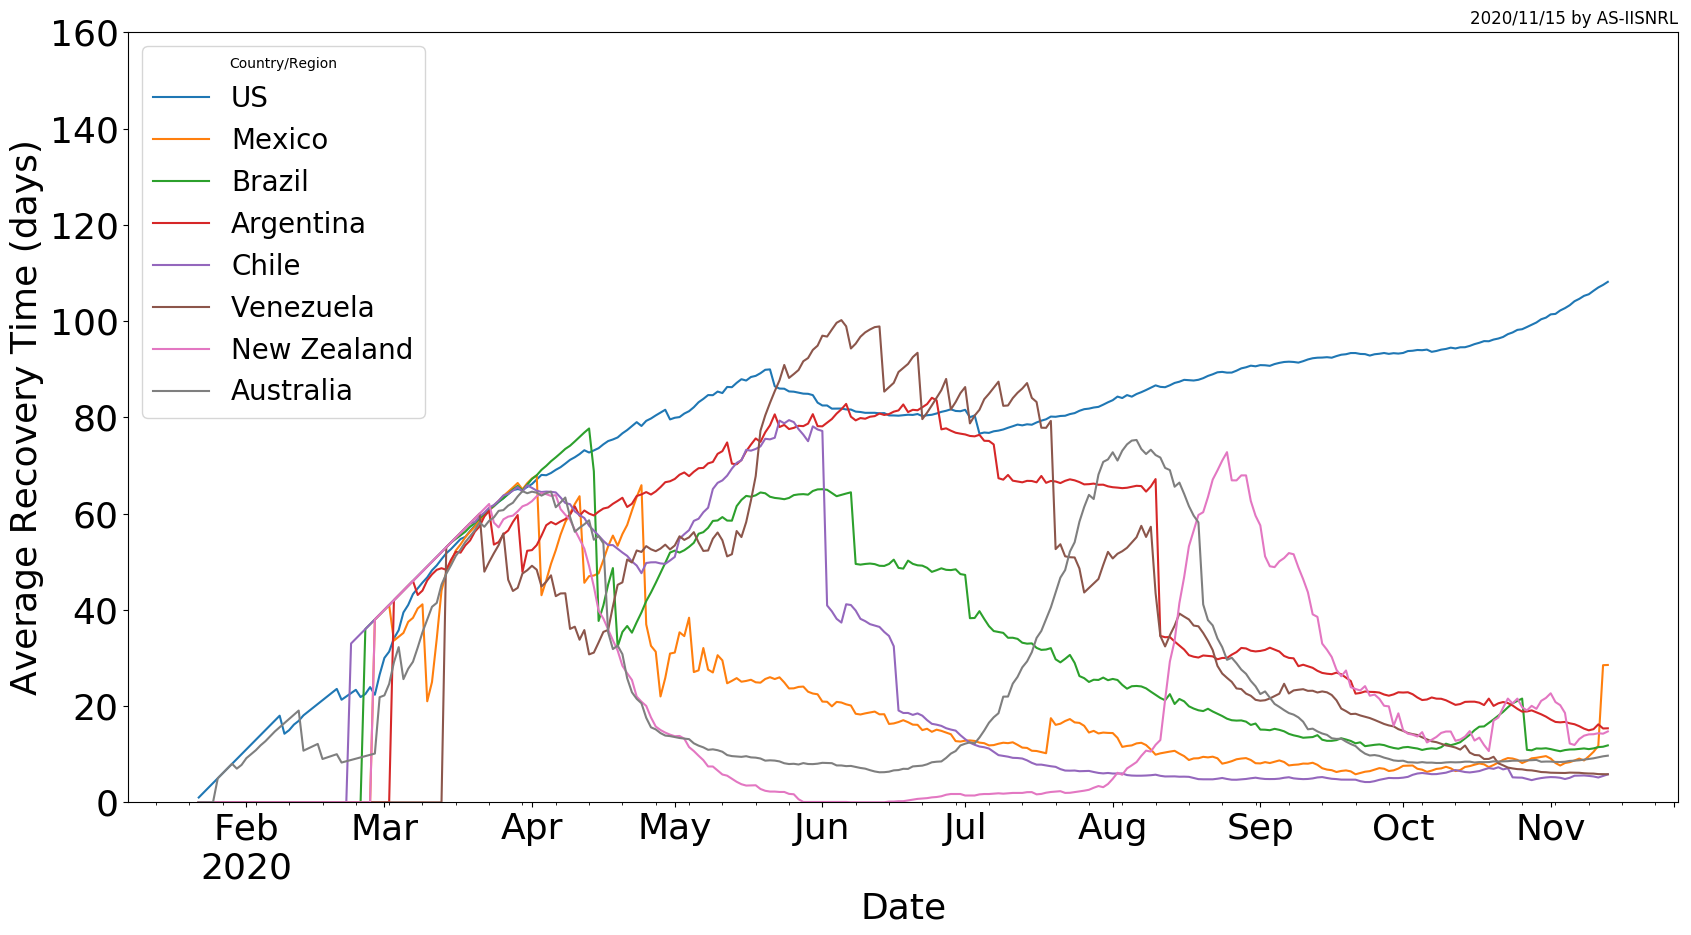 2020/11/15 by AS-IISNRL
160
140
120
100
80
60
40
20
0
Average Recovery Time (days)
Country/Region
US
Mexico
Brazil
Argentina
Chile
Venezuela
New Zealand
Australia
Feb Mar Apr May Jun Jul Aug Sep Oct Nov
2020
Date